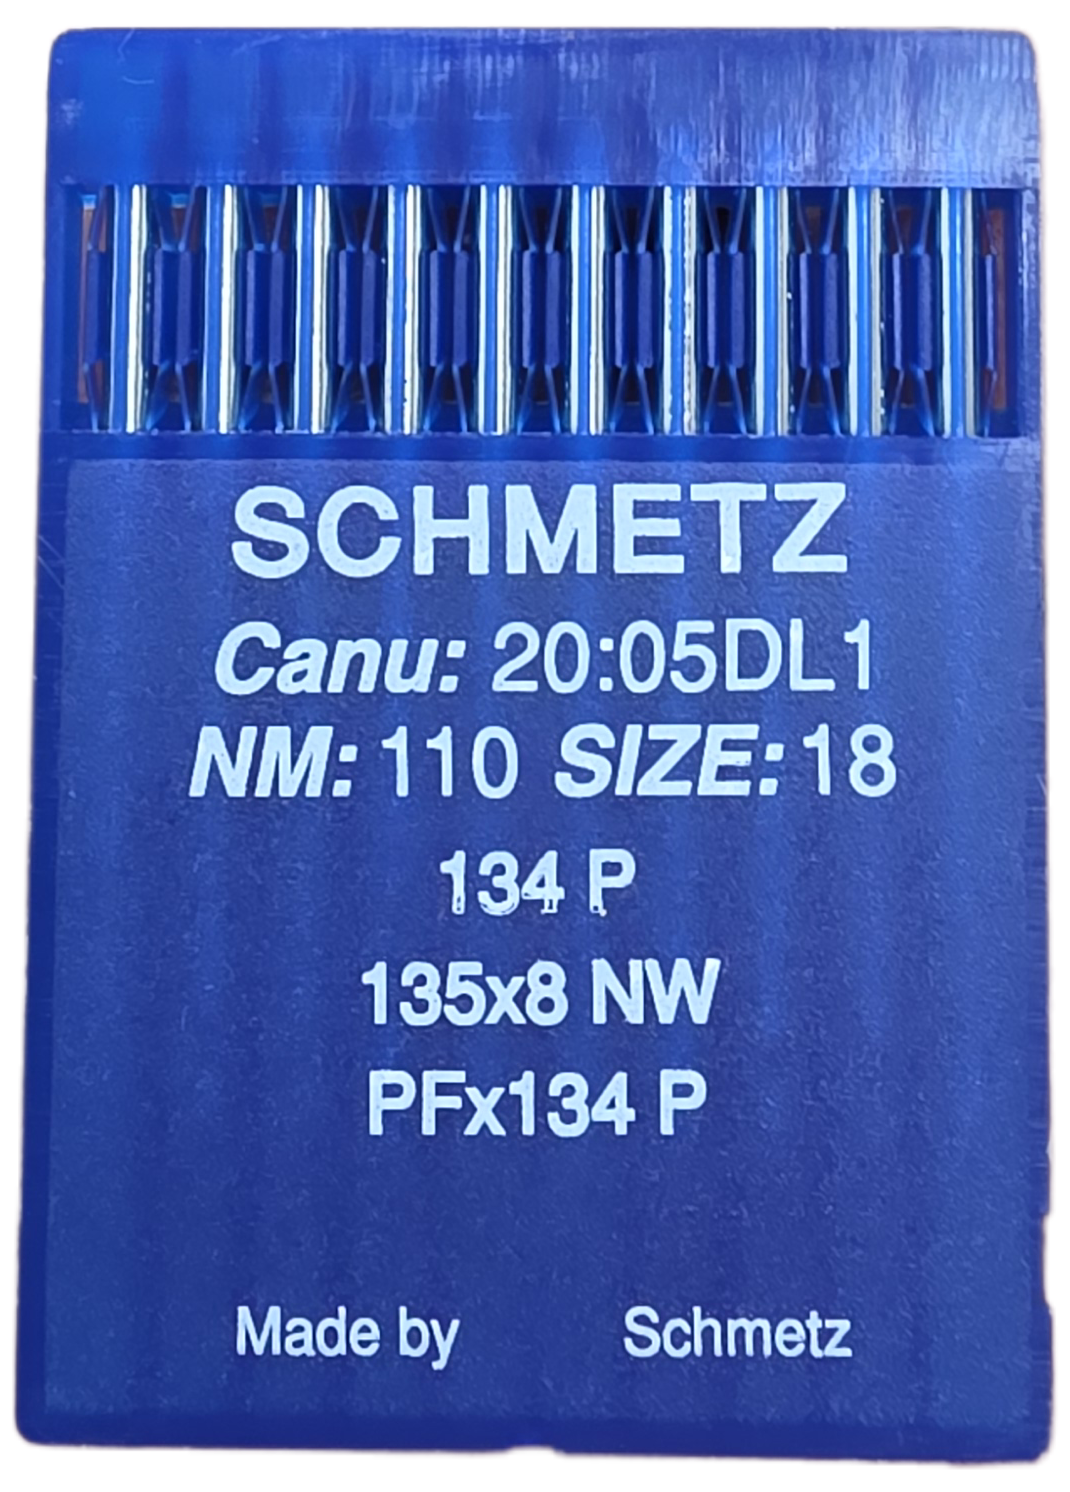 SCHMETZ
Canu: 20:05DL1
NM: 110 SIZE: 18
134 P
135x8 NW
PFx134 P
Made by Schmetz